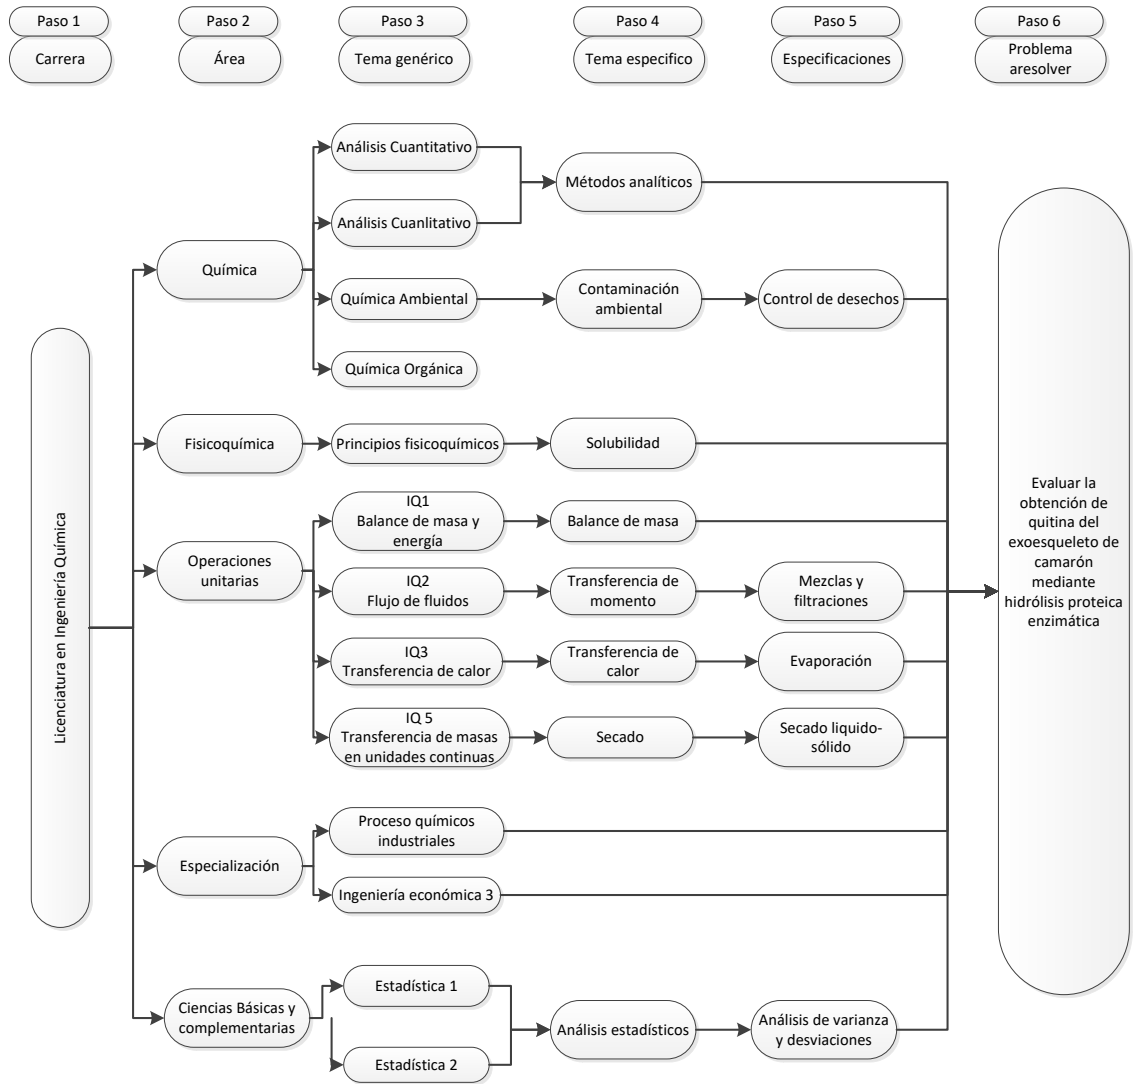 Paso 1
Paso 2
Paso 3
Paso 4
Paso 5
Paso 6
Carrera
Área
Tema genérico
Tema especifico
Especificaciones
Problema
aresolver
Licenciatura en Ingeniería Química
Química
Análisis Cuantitativo
Análisis Cuanlitativo
Métodos analíticos
Química Ambiental
Contaminación
ambiental
Control de desechos
Química Orgánica
Fisicoquímica
Principios fisicoquímicos
Solubilidad
Operaciones
unitarias
IQ1
Balance de masa y
energía
Balance de masa
IQ2
Flujo de fluidos
Transferencia de
momento
Mezclas y
filtraciones
IQ3
Transferencia de calor
Transferencia de
calor
Evaporación
IQ 5
Transferencia de masas
en unidades continuas
Secado
Secado liquido-
sólido
Especialización
Proceso químicos
industriales
Ingeniería económica 3
Ciencias Básicas y
complementarias
Estadística 1
Estadística 2
Análisis estadísticos
Análisis de varianza
y desviaciones
Evaluar la
obtención de
quitina del
exoesqueleto de
camarón
mediante
hidrólisis proteica
enzimática